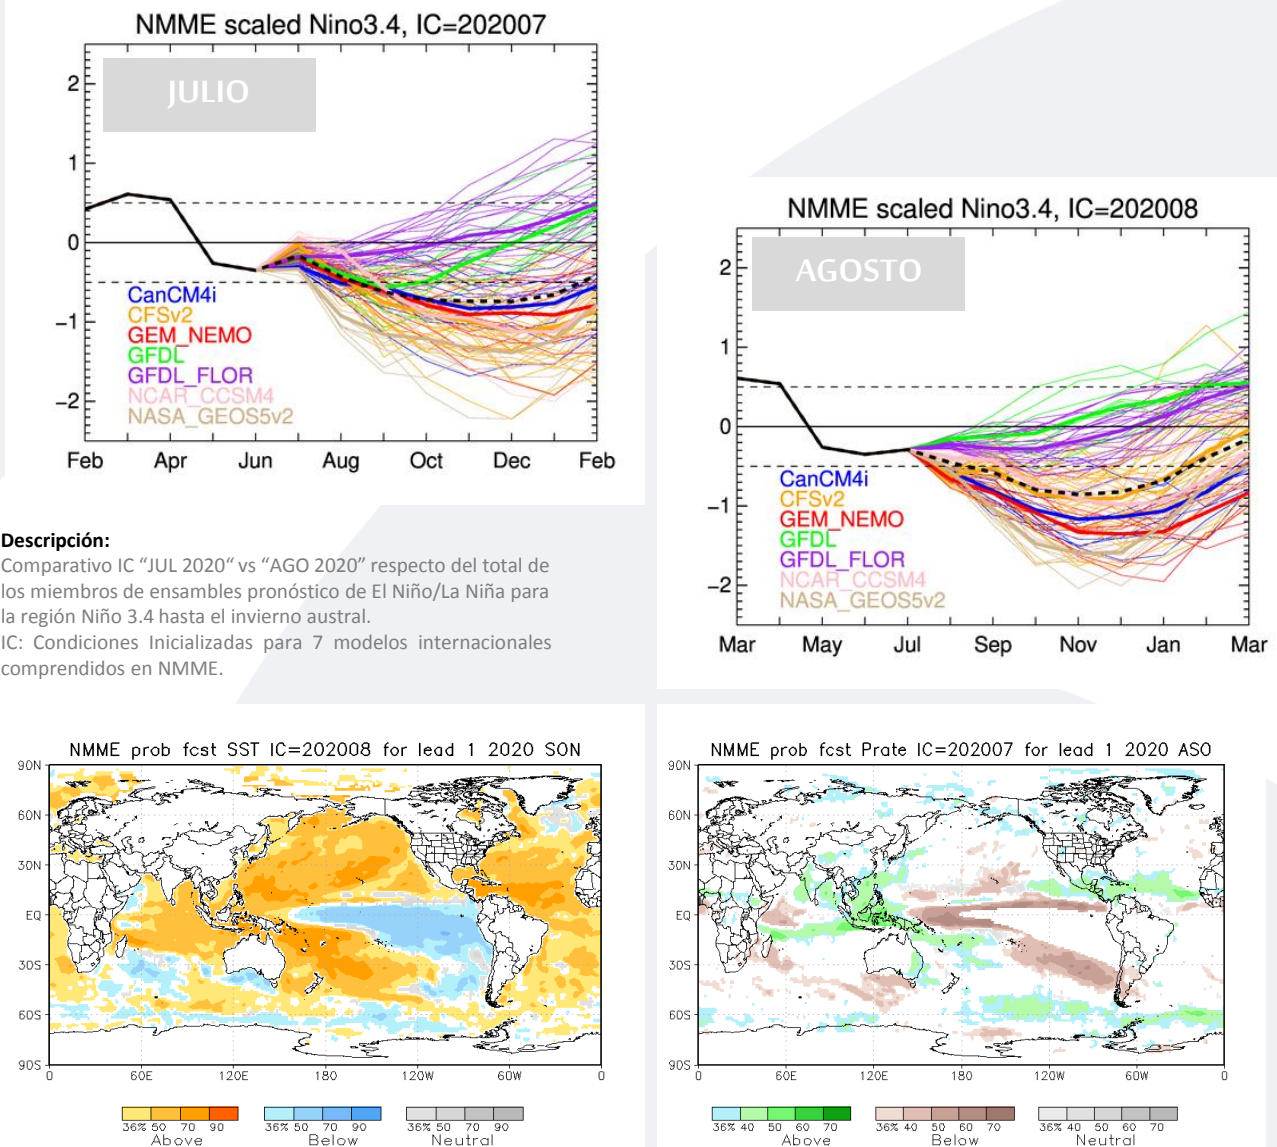 NMME scaled Nino3.4, IC=202007
JULIO
2
1
0
−1
−2
CanCM4i
CFSv2
GEM_NEMO
GFDL
GFDL_FLOR
NCAR_CCSM4
NASA_GEOS5v2
Feb Apr Jun Aug Oct Dec Feb
NMME scaled Nino3.4, IC=202008
AGOSTO
2
1
0
−1
−2
CanCM4i
CFSv2
GEM_NEMO
GFDL
GFDL_FLOR
NCAR_CCSM4
NASA_GEOS5v2
Mar May Jul Sep Nov Jan Mar
Descripción:
Comparativo IC “JUL 2020“ vs “AGO 2020” respecto del total de
los miembros de ensambles pronóstico de El Niño/La Niña para
la región Niño 3.4 hasta el invierno austral.
IC: Condiciones Inicializadas para 7 modelos internacionales
comprendidos en NMME.
NMME prob fcst SST IC=202008 for lead 1 2020 SON
90N
60N
30N
EQ
30S
60S
90S
0 60E 120E 180 120W 60W 0
36% 50 70 90 36% 50 70 90 36% 50 70 90
Above Below Neutral
NMME prob fcst Prate IC=202007 for lead 1 2020 ASO
90N
60N
30N
EQ
30S
60S
90S
0 60E 120E 180 120W 60W 0
36% 40 50 60 70 36% 40 50 60 70 36% 40 50 60 70
Above Below Neutral